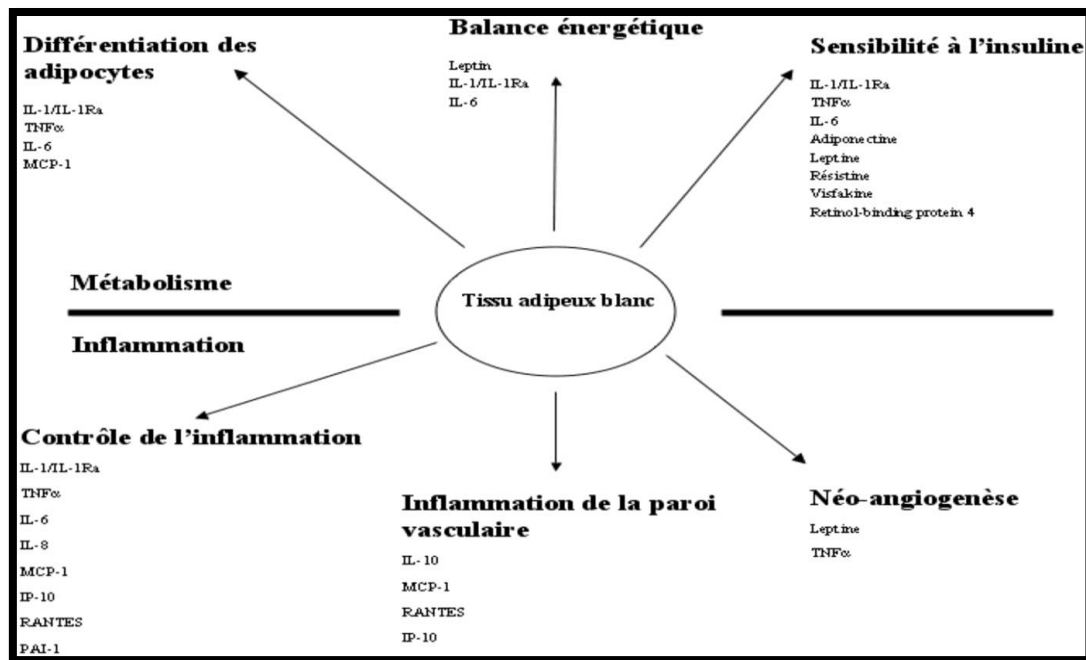 Différentiation des
adipocytes
IL-1/IL-1Ra
TNFα
IL-6
MCP-1
Balance énergétique
Leptin
IL-1/IL-1Ra
IL-6
Sensibilité à l’insuline
IL-1/IL-1Ra
TNFα
IL-6
Adiponectine
Leptine
Résistine
Visfakine
Retinol-binding protein 4
Métabolisme
Tissu adipeux blanc
Inflammation
Contrôle de l’inflammation
IL-1/IL-1Ra
TNFα
IL-6
IL-8
MCP-1
IP-10
RANTES
PAI-1
Inflammation de la paroi
vasculaire
IL-10
MCP-1
RANTES
IP-10
Néo-angiogenèse
Leptine
TNFα